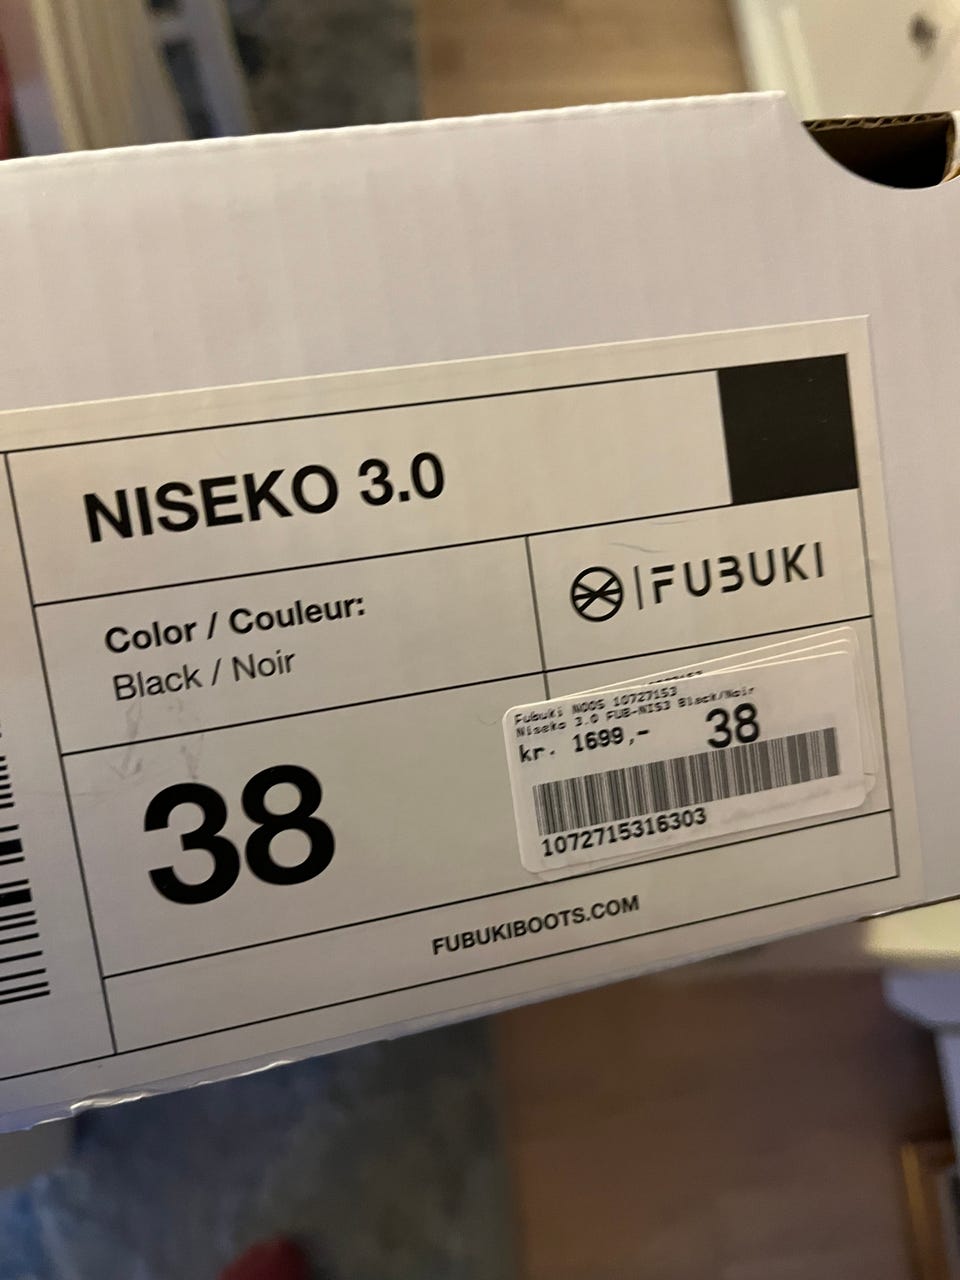 NISEKO 3.0
Color / Couleur:
Black / Noir
FUBUKI
38
Fubuki NOOS 10727153
Niseko 3.0 FUB-NIS3 Black/Noir
kr. 1699,- 38
1072715316303
FUBUKIBOOTS.COM